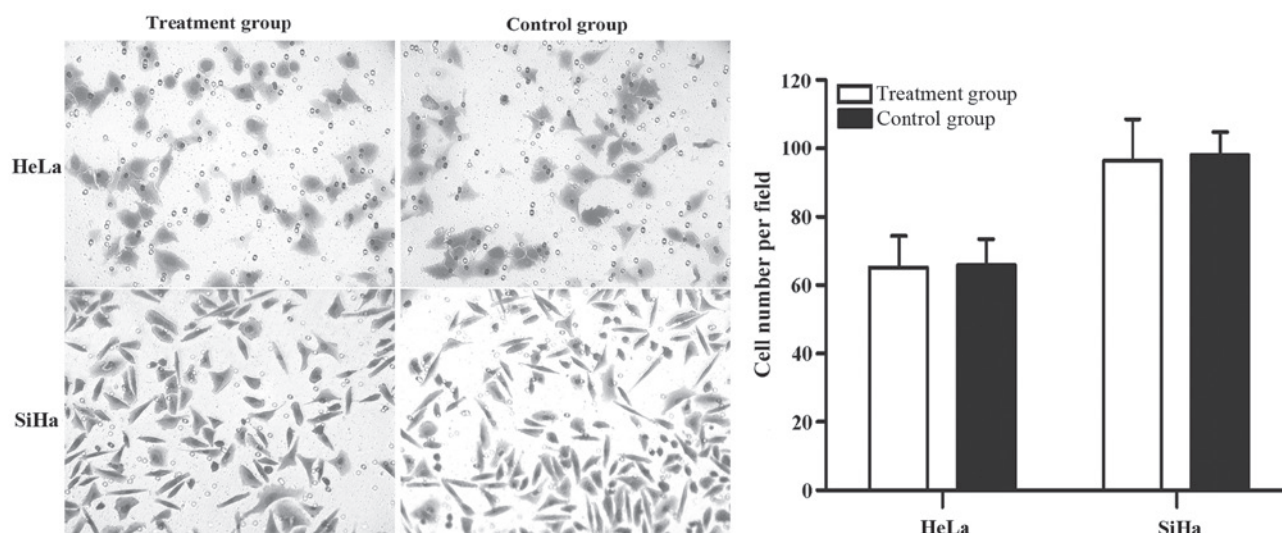 Treatment group
Control group
HeLa
SiHa
Cell number per field
120
100
80
60
40
20
0
Treatment group
Control group
HeLa
SiHa